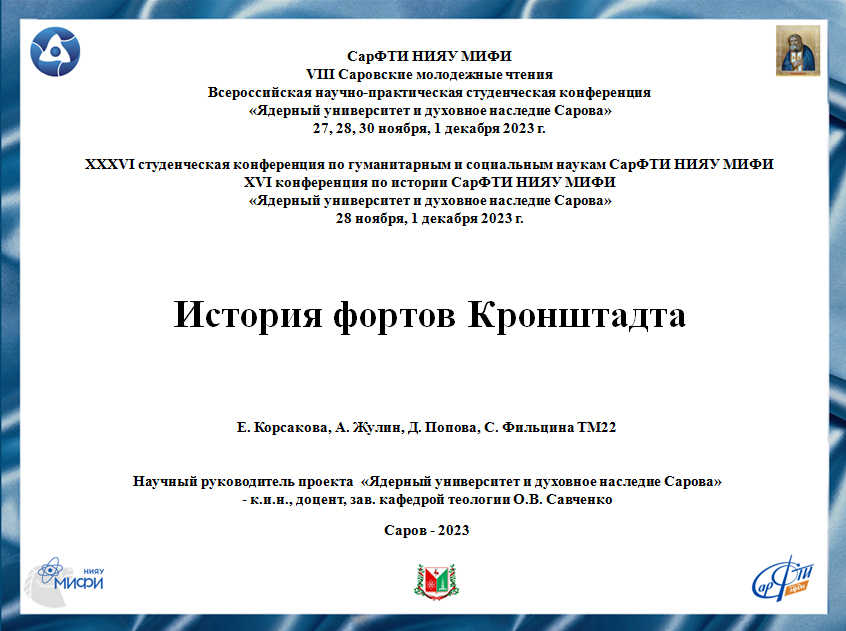 СарФТИ НИЯУ МИФИ
VIII Саровские молодежные чтения
Всероссийская научно-практическая студенческая конференция
«Ядерный университет и духовное наследие Сарова»
27, 28, 30 ноября, 1 декабря 2023 г.
XXXVI студенческая конференция по гуманитарным и социальным наукам СарФТИ НИЯУ МИФИ
XVI конференция по истории СарФТИ НИЯУ МИФИ
«Ядерный университет и духовное наследие Сарова»
28 ноября, 1 декабря 2023 г.
История фортов Кронштадта
Е. Корсакова, А. Жулин, Д. Попова, С. Фильцина ТМ22
Научный руководитель проекта «Ядерный университет и духовное наследие Сарова»
- к.и.н., доцент, зав. кафедрой теологии О.В. Савченко
Саров - 2023
НИЯУ
МИФИ
СарФТИ
МИФИ